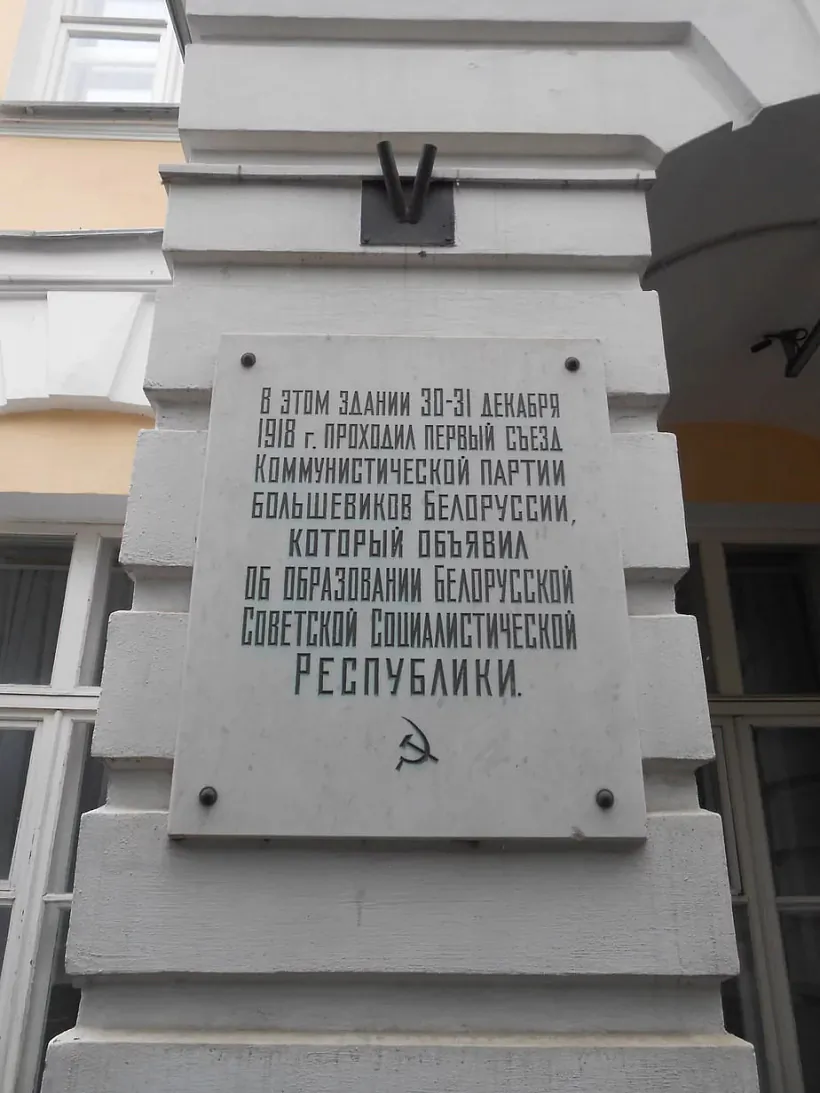 В ЭТОМ ЗДАНИИ 30-31 ДЕКАБРЯ
1918 г. ПРОХОДИЛ ПЕРВЫЙ СЪЕЗД
КОММУНИСТИЧЕСКОЙ ПАРТИИ
БОЛЬШЕВИКОВ БЕЛОРУССИИ,
КОТОРЫЙ ОБЪЯВИЛ
ОБ ОБРАЗОВАНИИ БЕЛОРУССКОЙ
СОВЕТСКОЙ СОЦИАЛИСТИЧЕСКОЙ
РЕСПУБЛИКИ.